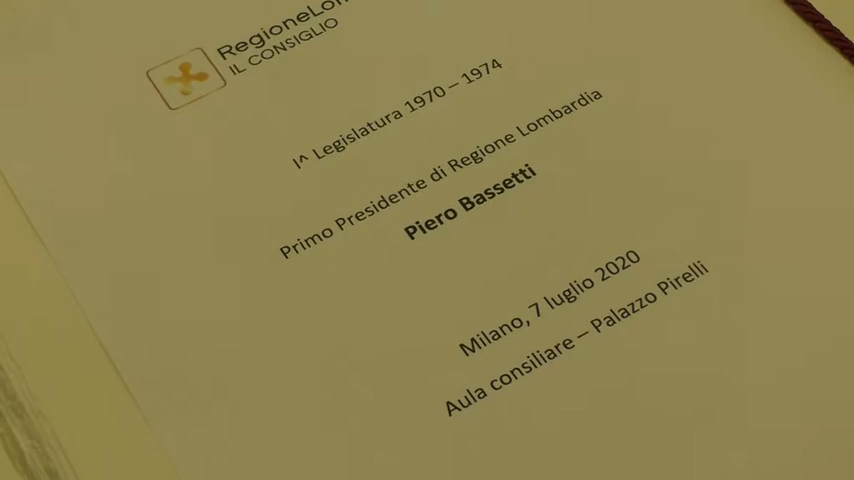 RegioneLom
IL CONSIGLIO
I^ Legislatura 1970 – 1974
Primo Presidente di Regione Lombardia
Piero Bassetti
Milano, 7 luglio 2020
Aula consiliare – Palazzo Pirelli